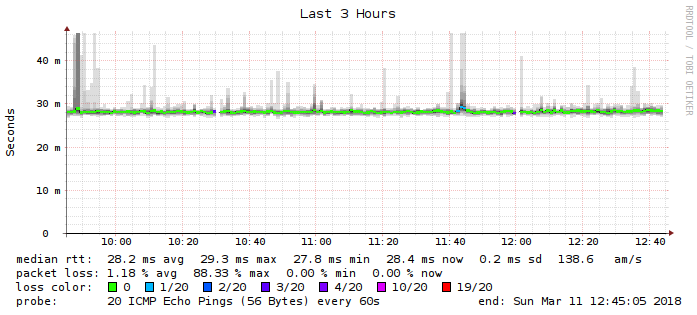 Last 3 Hours
RRDTOOL / TOBI OETIKER
Seconds
40 m
30 m
20 m
10 m
0
10:00 10:20 10:40 11:00 11:20 11:40 12:00 12:20 12:40
median rtt: 28.2 ms avg 29.3 ms max 27.8 ms min 28.4 ms now 0.2 ms sd 138.6 am/s
packet loss: 1.18 % avg 88.33 % max 0.00 % min 0.00 % now
loss color: 0 1/20 2/20 3/20 4/20 10/20 19/20
probe: 20 ICMP Echo Pings (56 Bytes) every 60s end: Sun Mar 11 12:45:05 2018